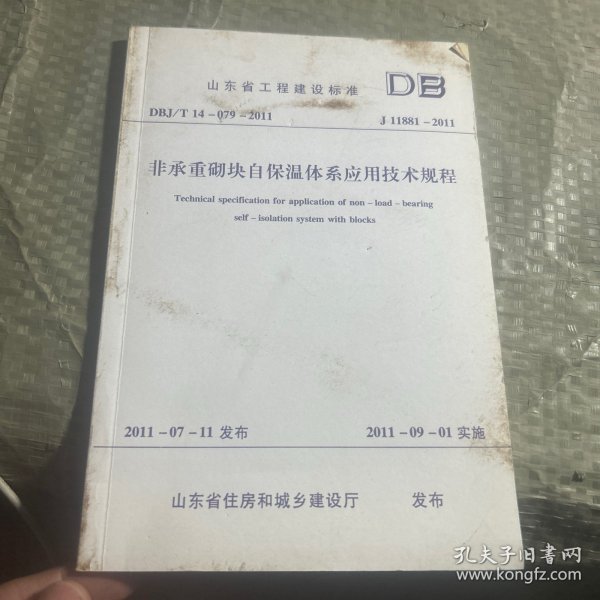 山东省工程建设标准 DB
DBJ/T 14-079-2011 J 11881-2011
非承重砌块自保温体系应用技术规程
Technical specification for application of non-load-bearing
self-isolation system with blocks
2011-07-11 发布 2011-09-01 实施
山东省住房和城乡建设厅 发布
孔夫子旧书网
www.kongfz.com